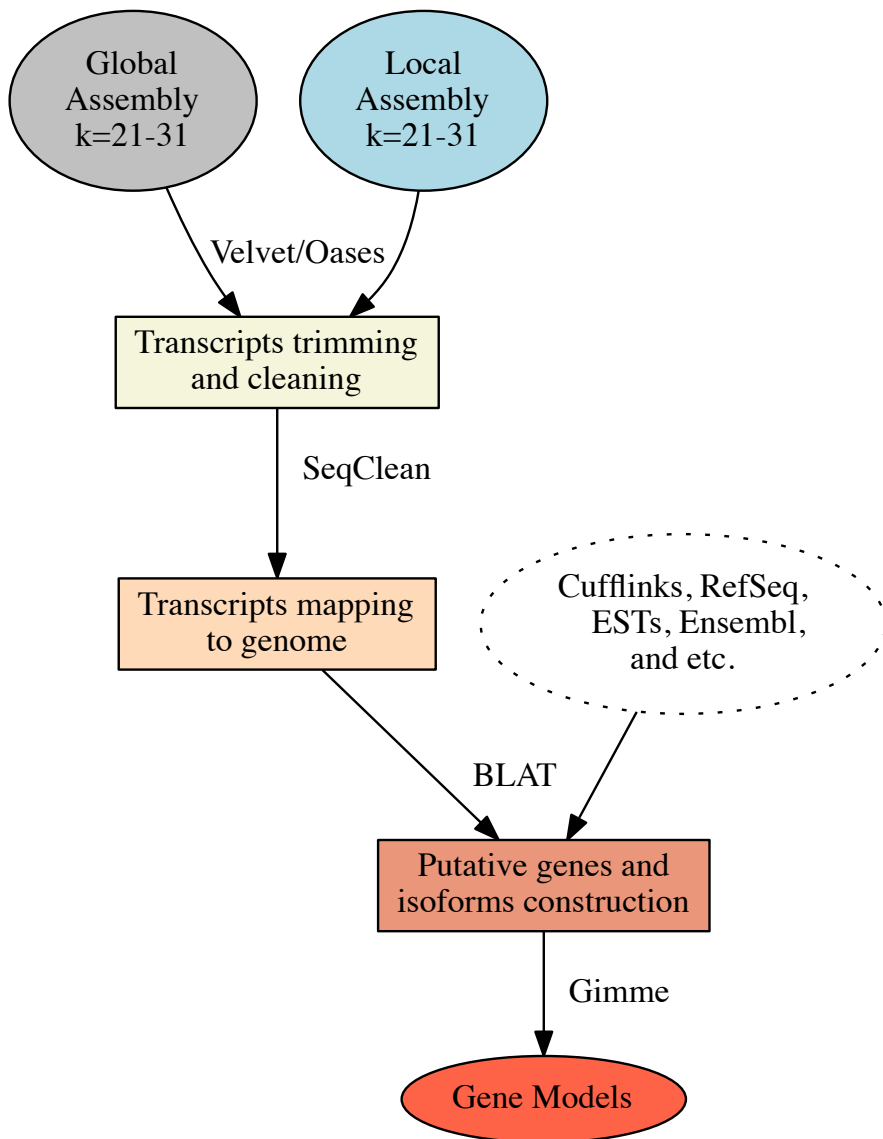 Global
Assembly
k=21-31
Local
Assembly
k=21-31
Velvet/Oases
Transcripts trimming
and cleaning
SeqClean
Transcripts mapping
to genome
Cufflinks, RefSeq,
ESTs, Ensembl,
and etc.
BLAT
Putative genes and
isoforms construction
Gimme
Gene Models